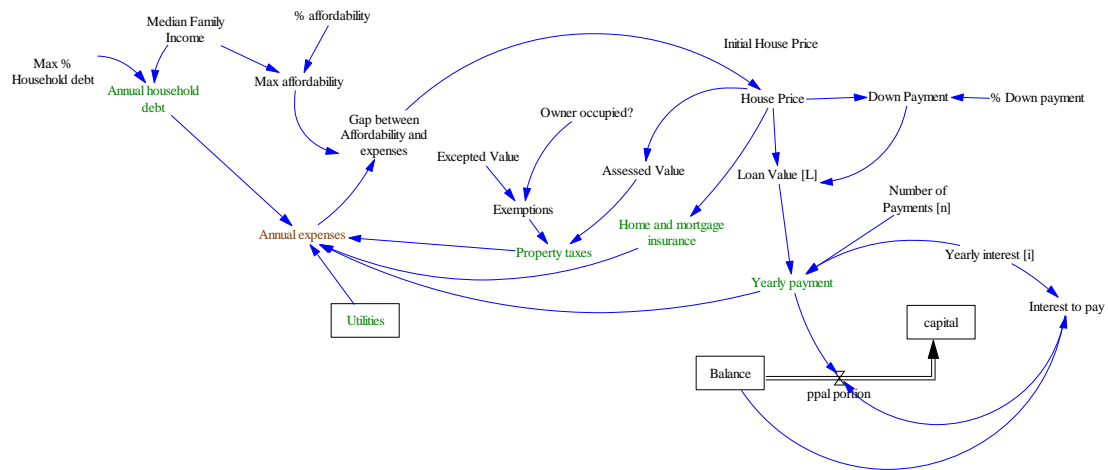 % affordability
Median Family
Income
Initial House Price
Max %
Household debt
Annual household
debt
Max affordability
House Price
Down Payment
% Down payment
Gap between
Affordability and
expenses
Owner occupied?
Excepted Value
Assessed Value
Loan Value [L]
Number of
Payments [n]
Exemptions
Home and mortgage
insurance
Annual expenses
Property taxes
Yearly interest [i]
Yearly payment
Interest to pay
Utilities
capital
Balance
ppal portion